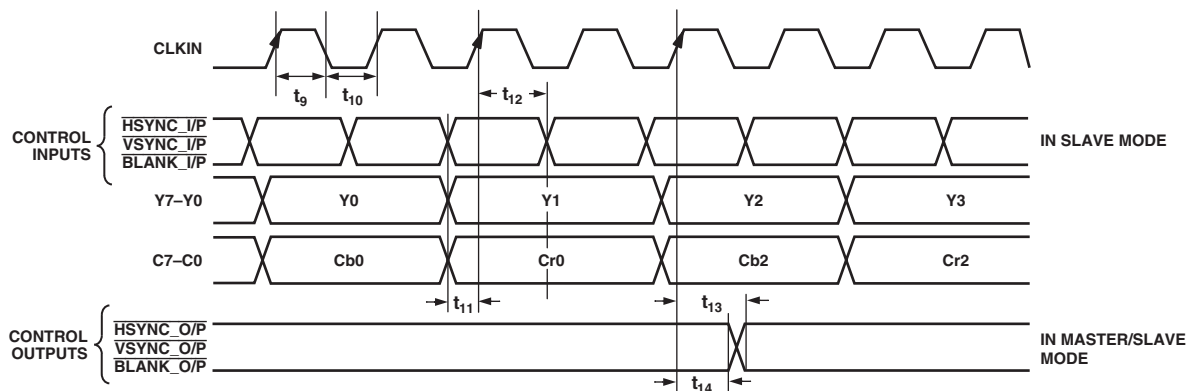 CLKIN
t9 t10 t12
CONTROL INPUTS
HSYNC_I/P
VSYNC_I/P
BLANK_I/P
IN SLAVE MODE
Y7–Y0 Y0 Y1 Y2 Y3
C7–C0 Cb0 Cr0 Cb2 Cr2
t11 t13
CONTROL OUTPUTS
HSYNC_O/P
VSYNC_O/P
BLANK_O/P
IN MASTER/SLAVE MODE
t14